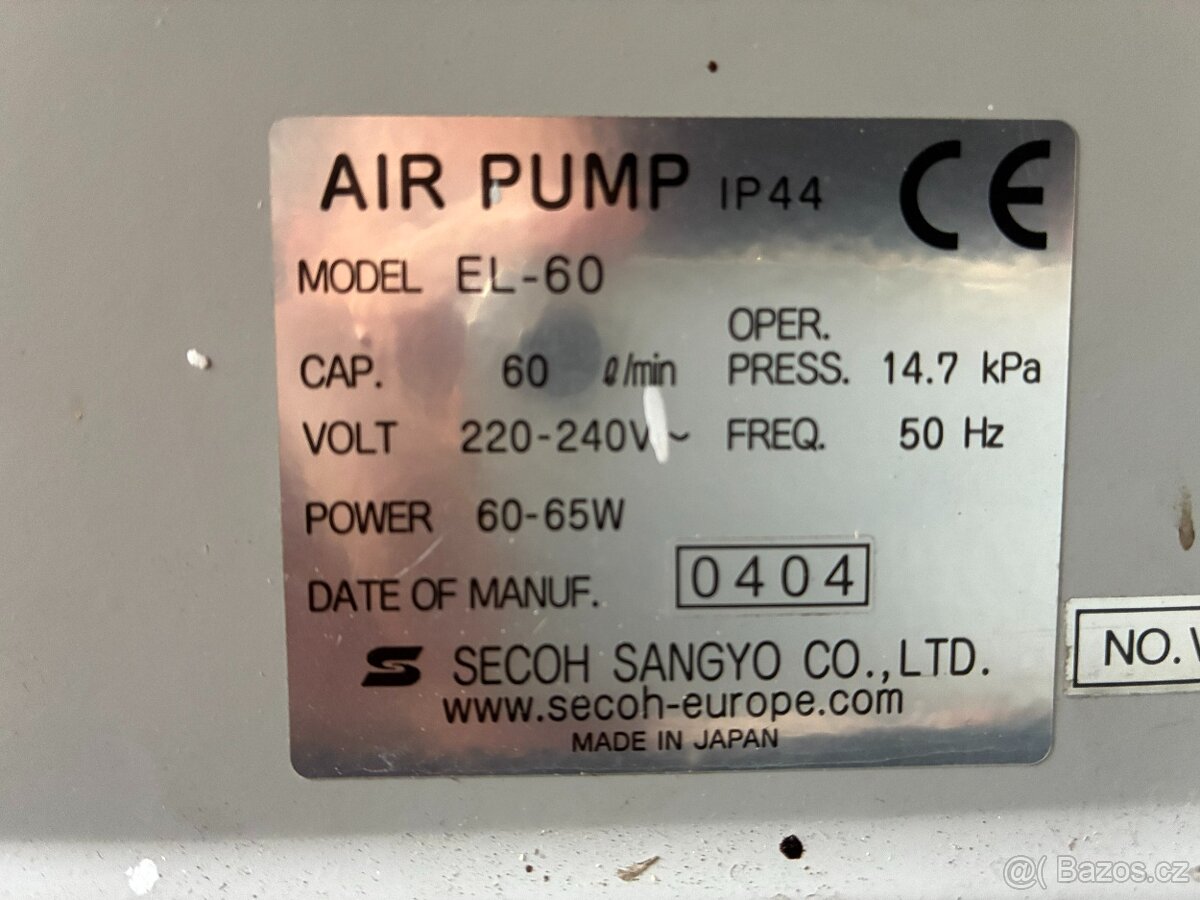 AIR PUMP IP44 CE
MODEL EL-60
CAP. 60 ℓ/min OPER. PRESS. 14.7 kPa
VOLT 220-240V~ FREQ. 50 Hz
POWER 60-65W
DATE OF MANUF. 0404
SECOH SANGYO CO.,LTD.
www.secoh-europe.com
MADE IN JAPAN
NO.
@( Bazos.cz